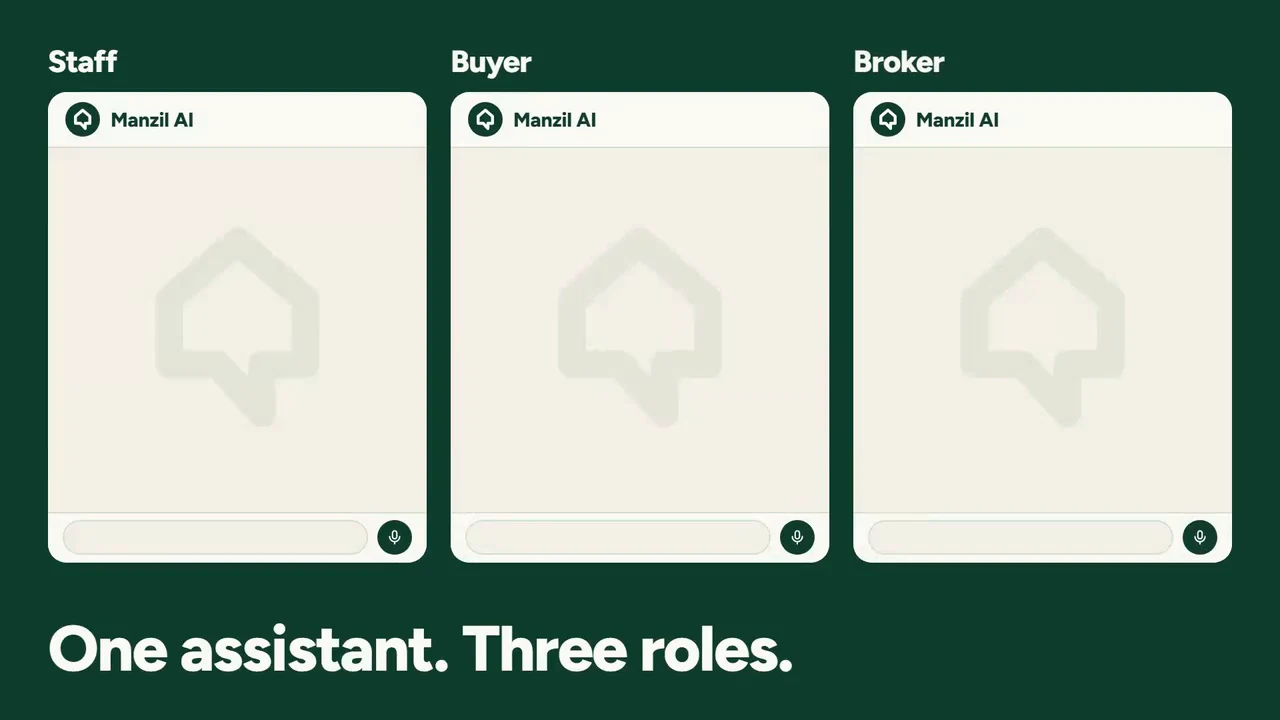 Staff
Manzil AI
Buyer
Manzil AI
Broker
Manzil AI
One assistant. Three roles.